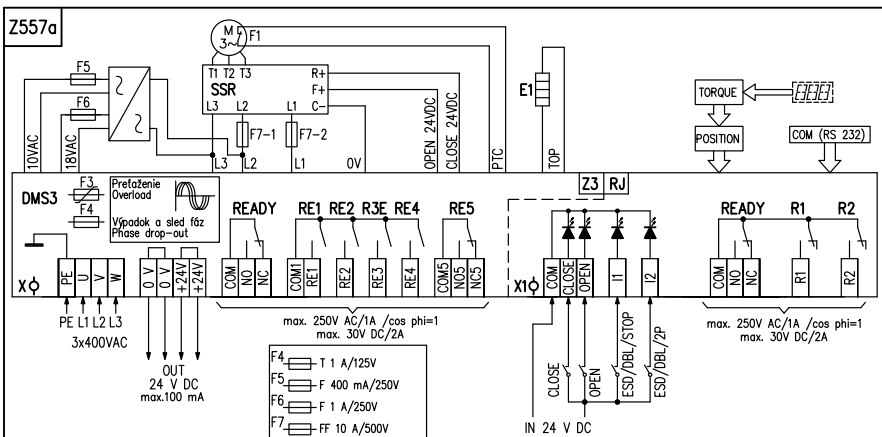 Z557a
M
3~
F1
T1 T2 T3
SSR
R+
F+
C-
L3 L2 L1
F5
F6
F7-1
F7-2
E1
TORQUE
POSITION
COM (RS 232)
10VAC
18VAC
L3
L2
L1
0V
OPEN 24VDC
CLOSE 24VDC
PTC
TOP
DMS3
F3
F4
Preťaženie
Overload
Výpadok a sled fáz
Phase drop-out
READY
RE1 RE2 R3E RE4
RE5
Z3 RJ
READY
R1
R2
X
PE
U
V
W
0 V
0 V
+24V
+24V
COM
NO
NC
COM1
RE1
RE2
RE3
RE4
COM5
NO5
NC5
X1
COM
CLOSE
OPEN
I1
I2
COM
NO
NC
R1
R2
PE L1 L2 L3
3x400VAC
OUT
24 V DC
max.100 mA
max. 250V AC/1A /cos phi=1
max. 30V DC/2A
F4 T 1 A/125V
F5 F 400 mA/250V
F6 F 1 A/250V
F7 FF 10 A/500V
CLOSE
OPEN
ESD/DBL/STOP
ESD/DBL/2P
IN 24 V DC
max. 250V AC/1A /cos phi=1
max. 30V DC/2A